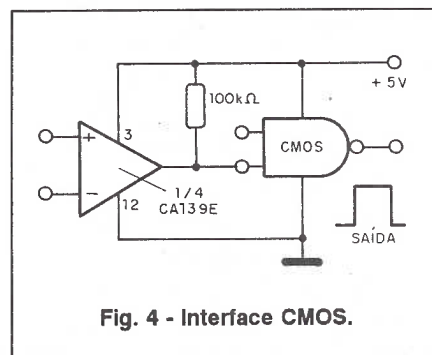 + 5V
100kΩ
3
+
CMOS
-
1/4
12
CA139E
SAÍDA
Fig. 4 - Interface CMOS.